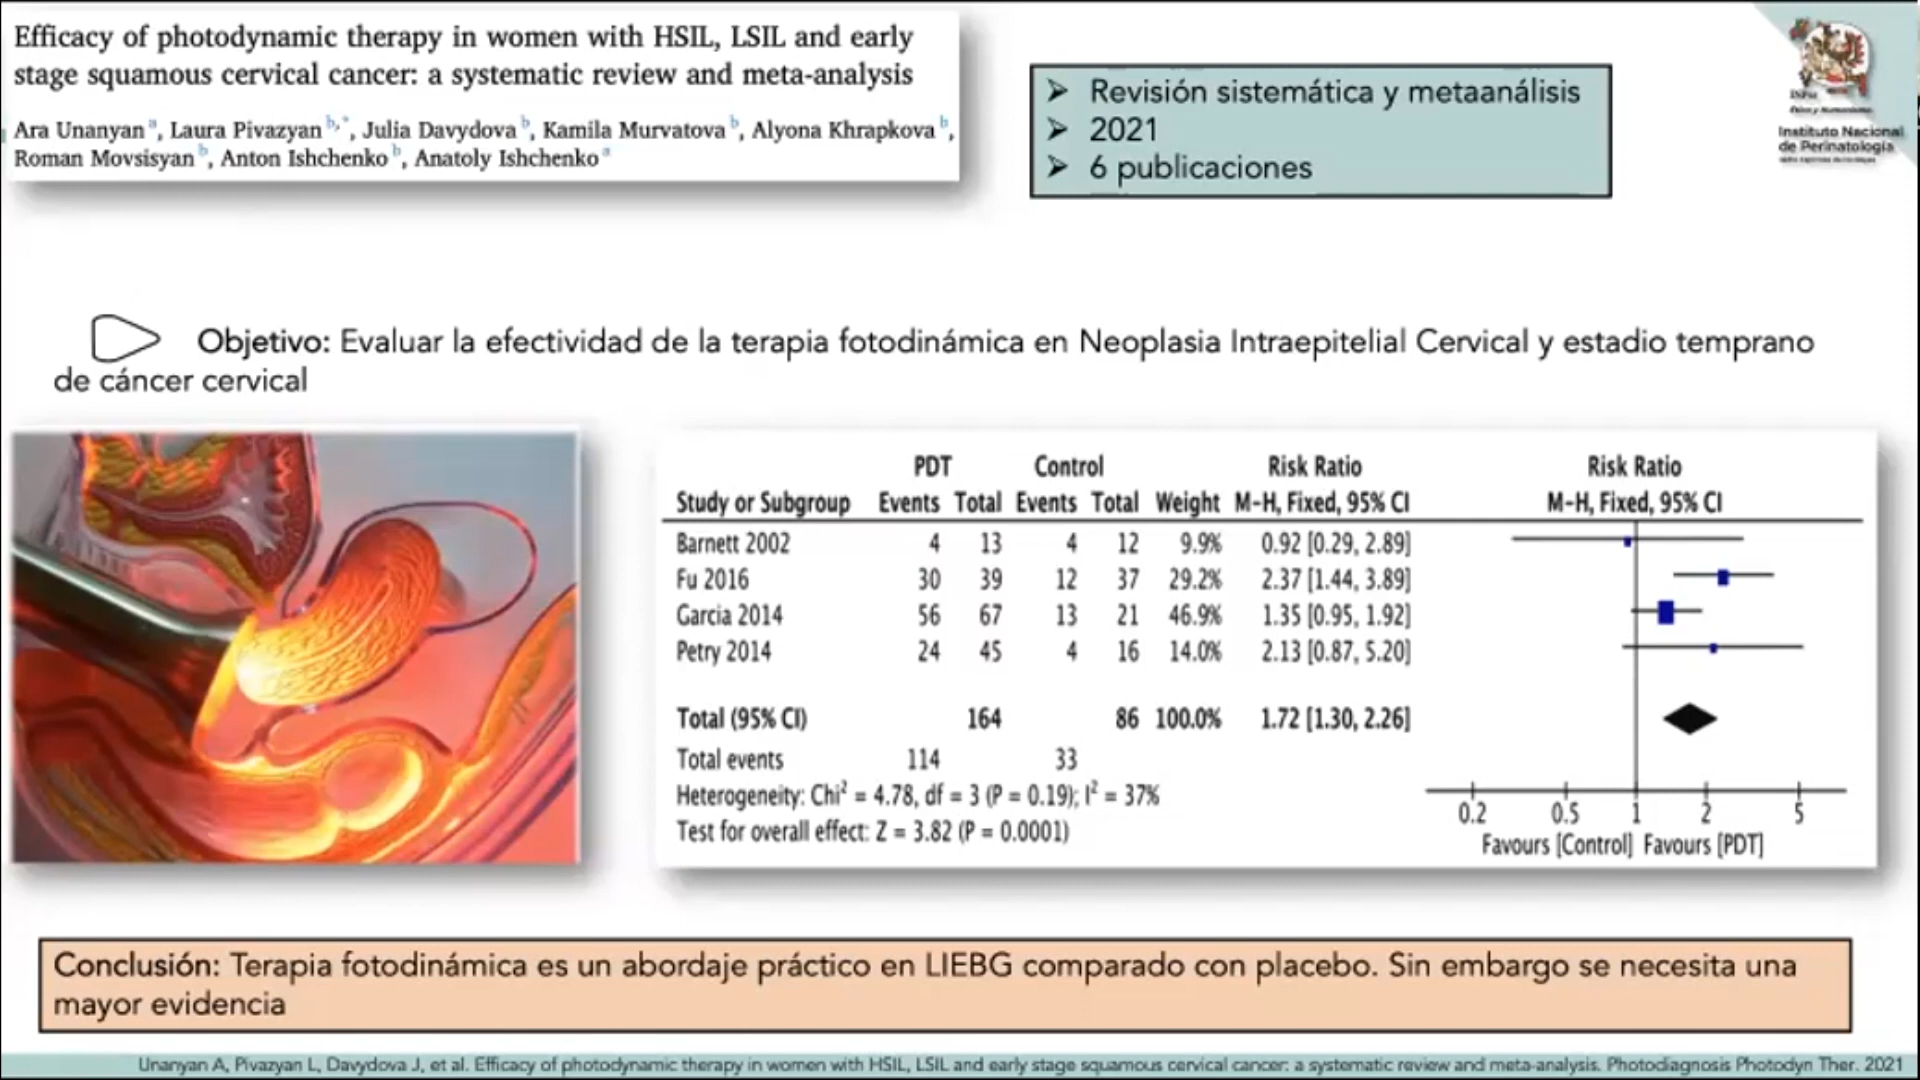 Efficacy of photodynamic therapy in women with HSIL, LSIL and early
stage squamous cervical cancer: a systematic review and meta-analysis
Ara Unanyan a, Laura Pivazyan b,*, Julia Davydova b, Kamila Murvatova b, Alyona Khrapkova b,
Roman Movsisyan b, Anton Ishchenko b, Anatoly Ishchenko a
➤ Revisión sistemática y metaanálisis
➤ 2021
➤ 6 publicaciones
INPer
Instituto Nacional
de Perinatología
Objetivo: Evaluar la efectividad de la terapia fotodinámica en Neoplasia Intraepitelial Cervical y estadio temprano
de cáncer cervical
PDT Control Risk Ratio Risk Ratio
Study or Subgroup Events Total Events Total Weight M-H, Fixed, 95% CI M-H, Fixed, 95% CI
Barnett 2002 4 13 4 12 9.9% 0.92 [0.29, 2.89]
Fu 2016 30 39 12 37 29.2% 2.37 [1.44, 3.89]
Garcia 2014 56 67 13 21 46.9% 1.35 [0.95, 1.92]
Petry 2014 24 45 4 16 14.0% 2.13 [0.87, 5.20]
Total (95% CI) 164 86 100.0% 1.72 [1.30, 2.26]
Total events 114 33
Heterogeneity: Chi² = 4.78, df = 3 (P = 0.19); I² = 37%
Test for overall effect: Z = 3.82 (P = 0.0001)
0.2 0.5 1 2 5
Favours [Control] Favours [PDT]
Conclusión: Terapia fotodinámica es un abordaje práctico en LIEBG comparado con placebo. Sin embargo se necesita una
mayor evidencia
Unanyan A, Pivazyan L, Davydova J, et al. Efficacy of photodynamic therapy in women with HSIL, LSIL and early stage squamous cervical cancer: a systematic review and meta-analysis. Photodiagnosis Photodyn Ther. 2021